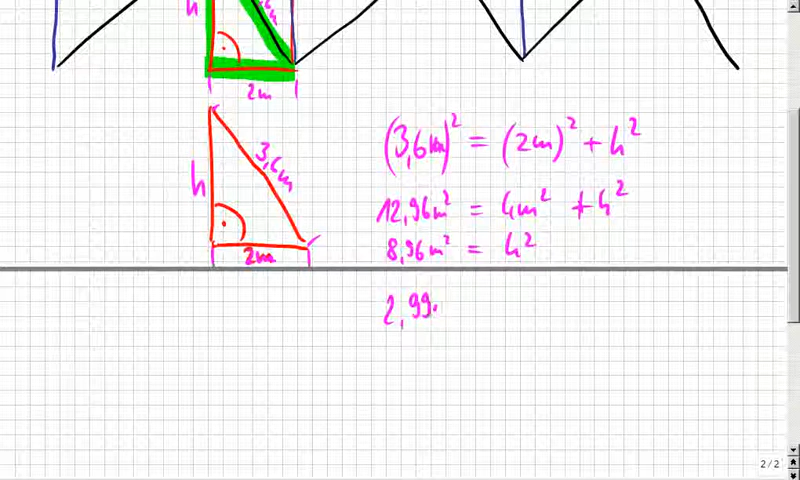 h
2m
h
3,6m
2m
(3,6m)² = (2m)² + h²
12,96m² = 4m² + h²
8,96m² = h²
2,99
2/2